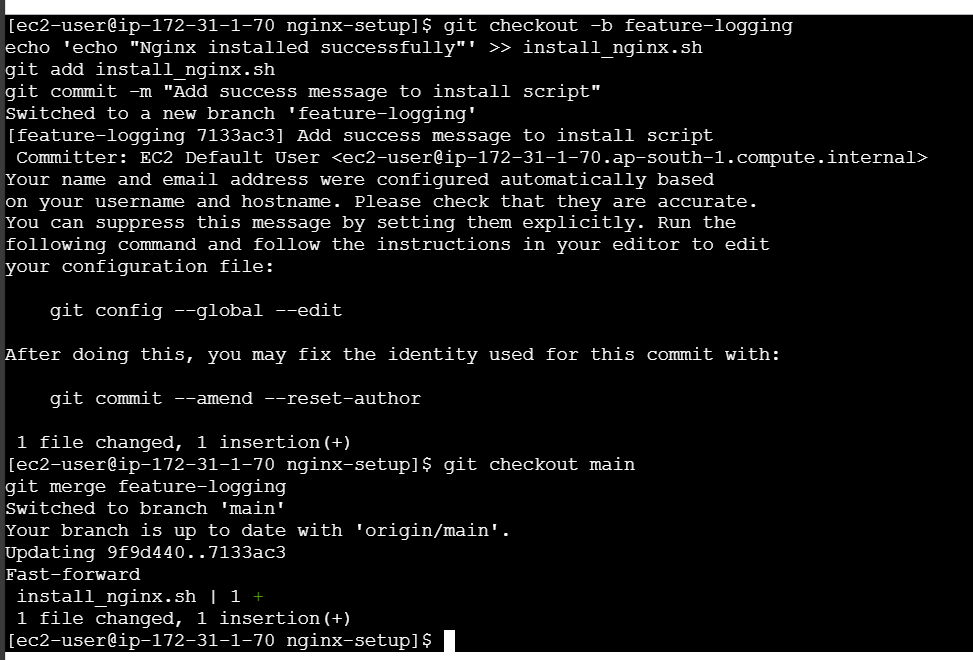 [ec2-user@ip-172-31-1-70 nginx-setup]$ git checkout -b feature-logging
echo 'echo "Nginx installed successfully"' >> install_nginx.sh
git add install_nginx.sh
git commit -m "Add success message to install script"
Switched to a new branch 'feature-logging'
[feature-logging 7133ac3] Add success message to install script
 Committer: EC2 Default User <ec2-user@ip-172-31-1-70.ap-south-1.compute.internal>
Your name and email address were configured automatically based
on your username and hostname. Please check that they are accurate.
You can suppress this message by setting them explicitly. Run the
following command and follow the instructions in your editor to edit
your configuration file:

    git config --global --edit

After doing this, you may fix the identity used for this commit with:

    git commit --amend --reset-author

 1 file changed, 1 insertion(+)
[ec2-user@ip-172-31-1-70 nginx-setup]$ git checkout main
git merge feature-logging
Switched to branch 'main'
Your branch is up to date with 'origin/main'.
Updating 9f9d440..7133ac3
Fast-forward
 install_nginx.sh | 1 +
 1 file changed, 1 insertion(+)
[ec2-user@ip-172-31-1-70 nginx-setup]$